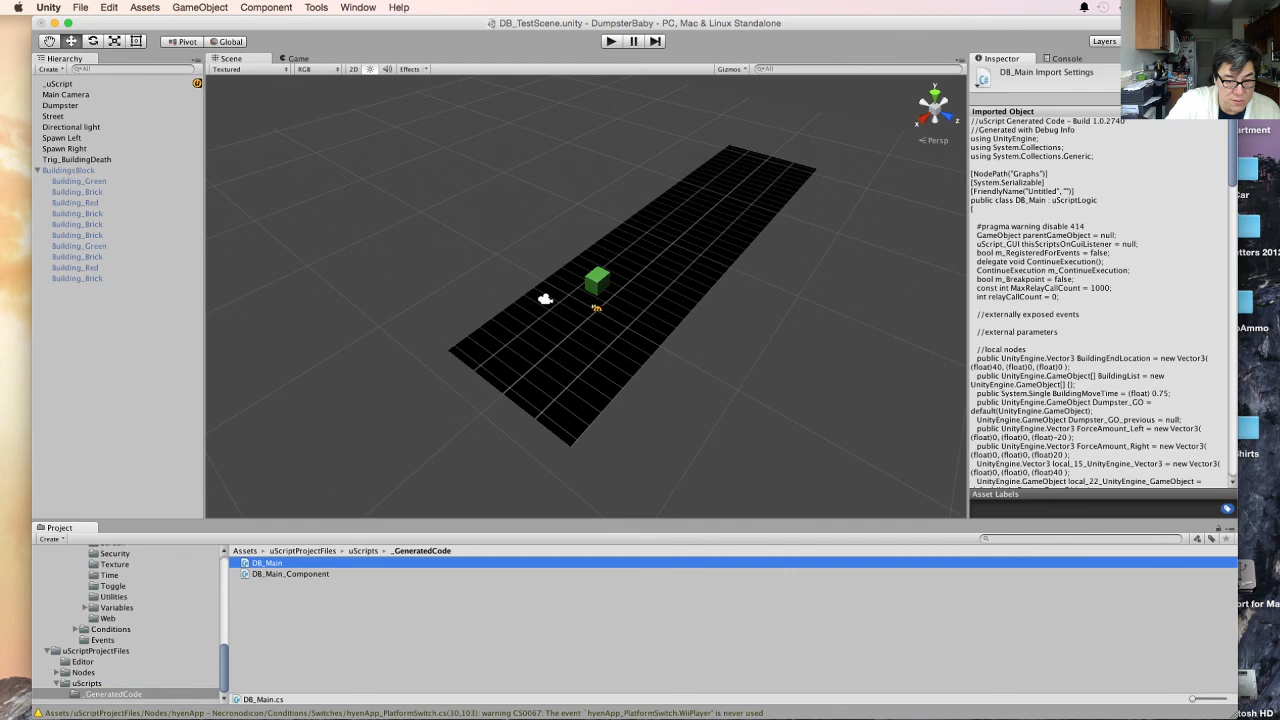 Unity File Edit Assets GameObject Component Tools Window Help
DB_TestScene.unity - DumpsterBaby - PC, Mac & Linux Standalone
Pivot Global Layers
Hierarchy
Create All
_uScript
Main Camera
Dumpster
Street
Directional light
Spawn Left
Spawn Right
Trig_BuildingDeath
BuildingsBlock
Building_Green
Building_Brick
Building_Red
Building_Brick
Building_Brick
Building_Brick
Building_Green
Building_Brick
Building_Red
Building_Brick
Scene Game
Textured RGB 2D Effects Gizmos All
y
x z
Persp
Inspector Console
DB_Main Import Settings
Imported Object
//uScript Generated Code - Build 1.0.2740
//Generated with Debug Info
using UnityEngine;
using System.Collections;
using System.Collections.Generic;
[NodePath("Graphs")]
[System.Serializable]
[FriendlyName("Untitled", "")]
public class DB_Main : uScriptLogic
{
#pragma warning disable 414
GameObject parentGameObject = null;
uScript_GUI thisScriptsOnGuiListener = null;
bool m_RegisteredForEvents = false;
delegate void ContinueExecution();
ContinueExecution m_ContinueExecution;
bool m_Breakpoint = false;
const int MaxRelayCallCount = 1000;
int relayCallCount = 0;
//externally exposed events
//external parameters
//local nodes
public UnityEngine.Vector3 BuildingEndLocation = new Vector3(
(float)40, (float)0, (float)0 );
public UnityEngine.GameObject[] BuildingList = new
UnityEngine.GameObject[] {};
public System.Single BuildingMoveTime = (float) 0.75;
public UnityEngine.GameObject Dumpster_GO =
default(UnityEngine.GameObject);
UnityEngine.GameObject Dumpster_GO_previous = null;
public UnityEngine.Vector3 ForceAmount_Left = new Vector3(
(float)0, (float)0, (float)-20 );
public UnityEngine.Vector3 ForceAmount_Right = new Vector3(
(float)0, (float)0, (float)20 );
UnityEngine.Vector3 local_15_UnityEngine_Vector3 = new Vector3(
(float)0, (float)0, (float)40 );
UnityEngine.GameObject local_22_UnityEngine_GameObject =
Asset Labels
Project
Create
Security
Texture
Time
Toggle
Utilities
Variables
Web
Conditions
Events
uScriptProjectFiles
Editor
Nodes
uScripts
_GeneratedCode
Assets uScriptProjectFiles uScripts _GeneratedCode
DB_Main
DB_Main_Component
DB_Main.cs
Assets/uScriptProjectFiles/Nodes/hyenApp - Necronodicon/Conditions/Switches/hyenApp_PlatformSwitch.cs(30,103): warning CS0067: The event `hyenApp_PlatformSwitch.WiiPlayer' is never used